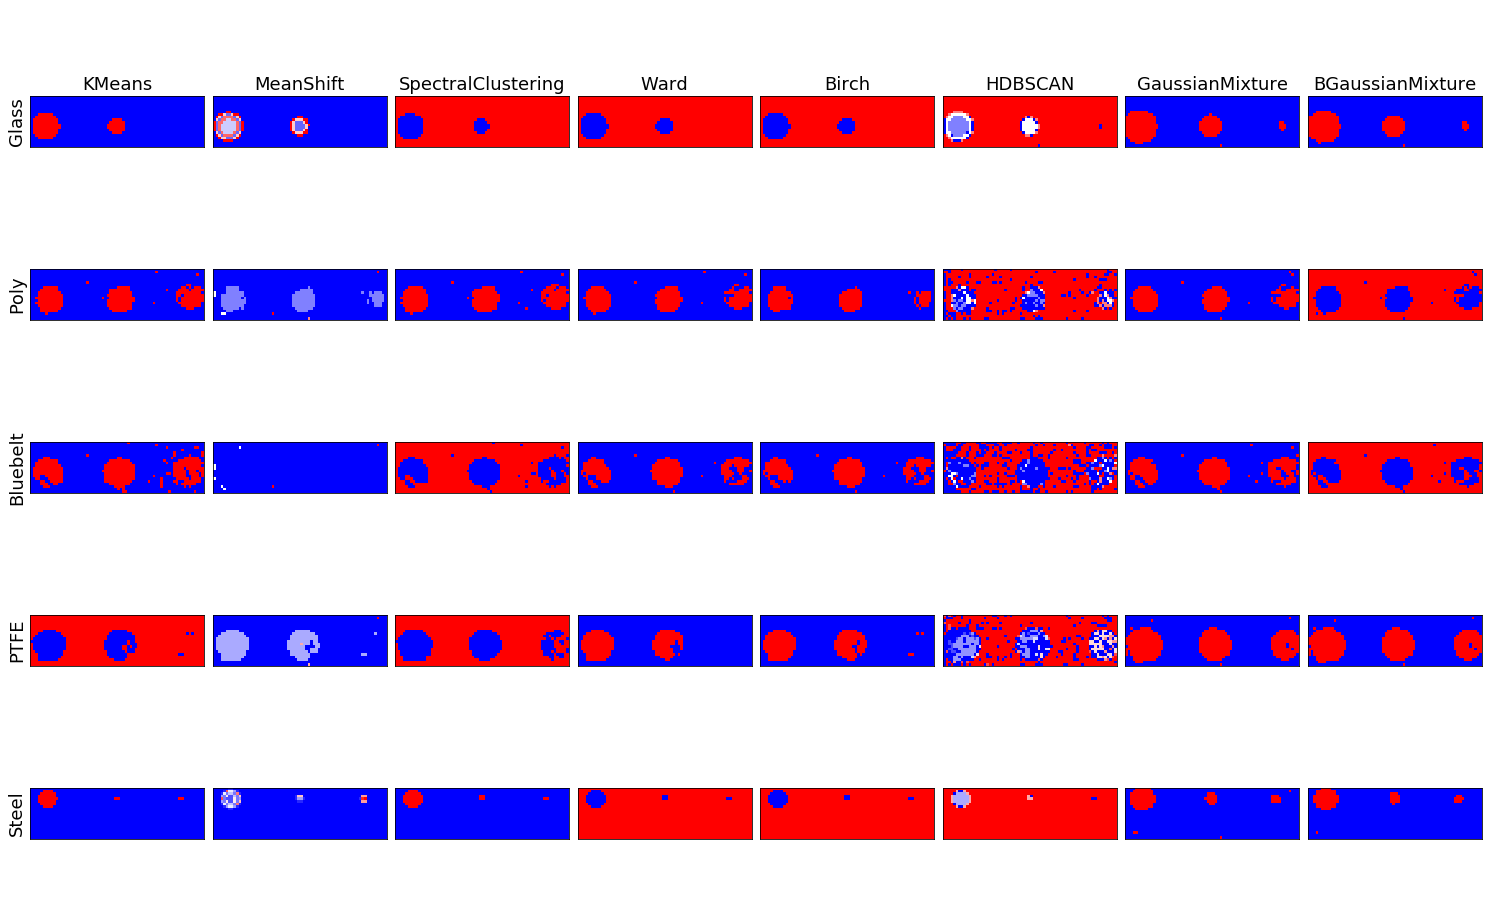 KMeans MeanShift SpectralClustering Ward Birch HDBSCAN GaussianMixture BGaussianMixture
Glass
Poly
Bluebelt
PTFE
Steel